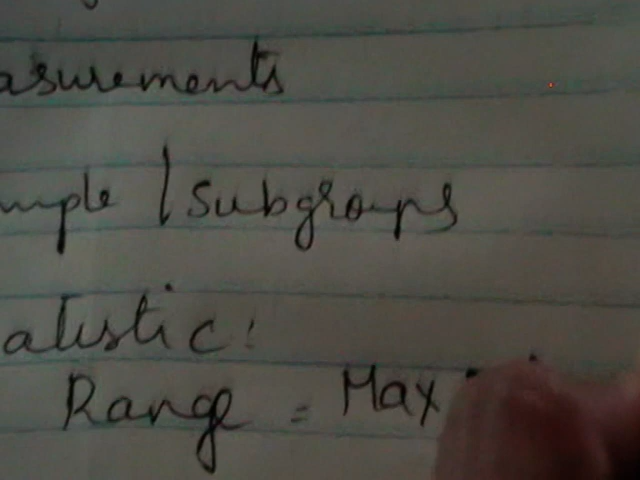 asurements
mple / subgroups
atistic:
Range = Max